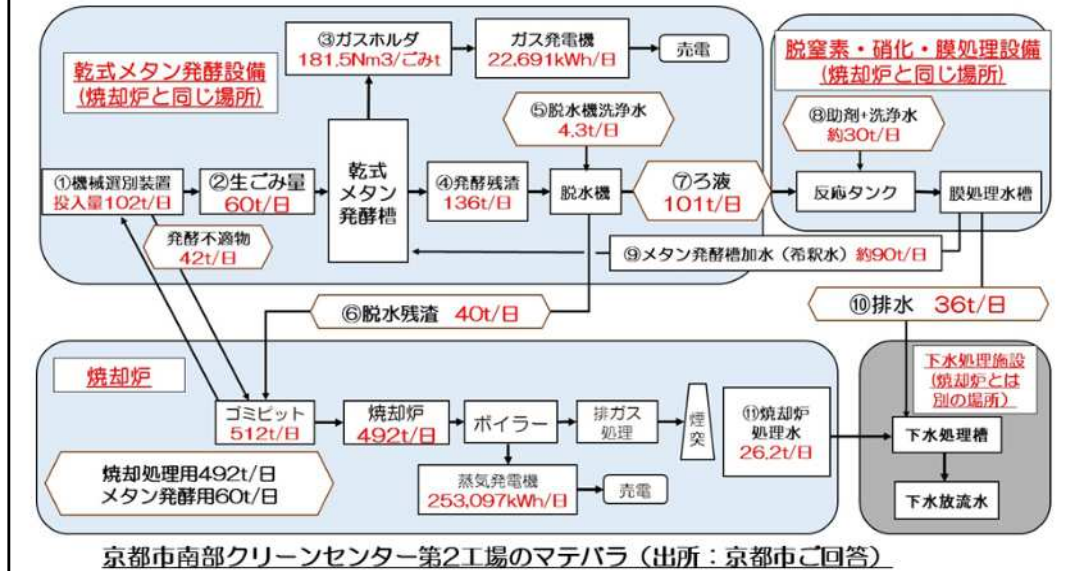 ③ガスホルダ
181.5Nm3/ごみt
ガス発電機
22,691kWh/日
売電
脱窒素・硝化・膜処理設備
(焼却炉と同じ場所)
乾式メタン発酵設備
(焼却炉と同じ場所)
⑤脱水機洗浄水
4.3t/日
⑧助剤+洗浄水
約30t/日
①機械選別装置
投入量102t/日
②生ごみ量
60t/日
乾式
メタン
発酵槽
④発酵残渣
136t/日
脱水機
⑦ろ液
101t/日
反応タンク
膜処理水槽
発酵不適物
42t/日
⑨メタン発酵槽加水（希釈水）約90t/日
⑥脱水残渣 40t/日
⑩排水 36t/日
焼却炉
下水処理施設
(焼却炉とは
別の場所）
ゴミピット
512t/日
焼却炉
492t/日
ボイラー
排ガス
処理
煙
突
⑪焼却炉
処理水
26.2t/日
下水処理槽
焼却処理用492t/日
メタン発酵用60t/日
蒸気発電機
253,097kWh/日
売電
下水放流水
京都市南部クリーンセンター第2工場のマテバラ（出所：京都市ご回答）